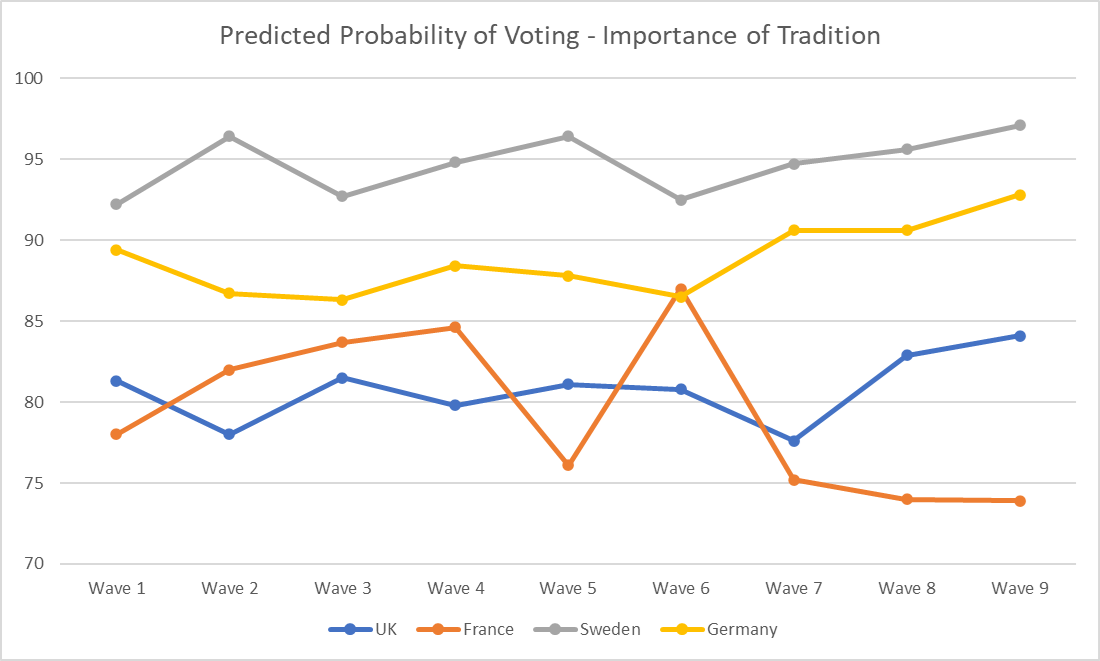 Predicted Probability of Voting - Importance of Tradition
100
95
90
85
80
75
70
Wave 1 Wave 2 Wave 3 Wave 4 Wave 5 Wave 6 Wave 7 Wave 8 Wave 9
UK France Sweden Germany